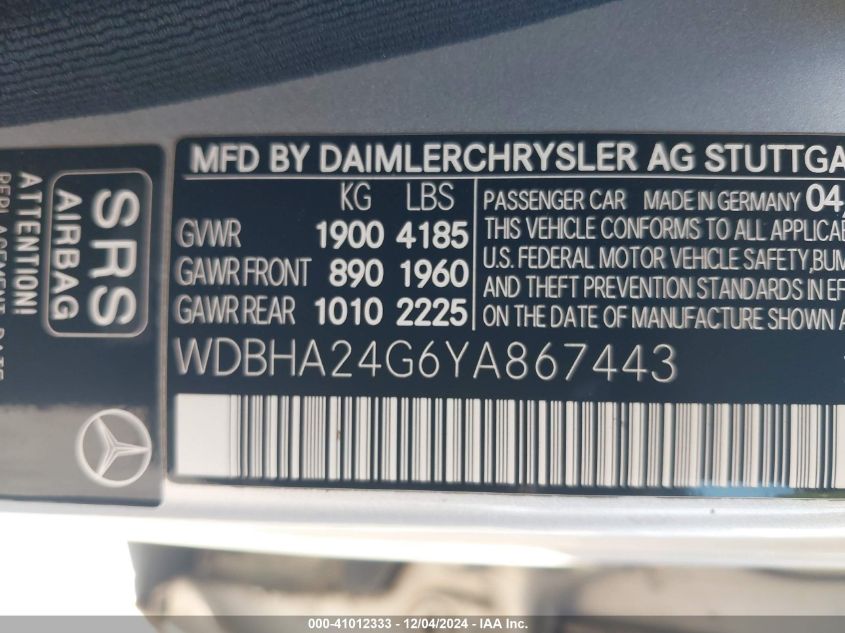 MFD BY DAIMLERCHRYSLER AG STUTTGA
KG LBS
GVWR 1900 4185
GAWR FRONT 890 1960
GAWR REAR 1010 2225
PASSENGER CAR MADE IN GERMANY 04
THIS VEHICLE CONFORMS TO ALL APPLICABL
U.S. FEDERAL MOTOR VEHICLE SAFETY, BUM
AND THEFT PREVENTION STANDARDS IN EF
ON THE DATE OF MANUFACTURE SHOWN A
WDBHA24G6YA867443
SRS
AIRBAG
ATTENTION!
000-41012333 - 12/04/2024 - IAA Inc.